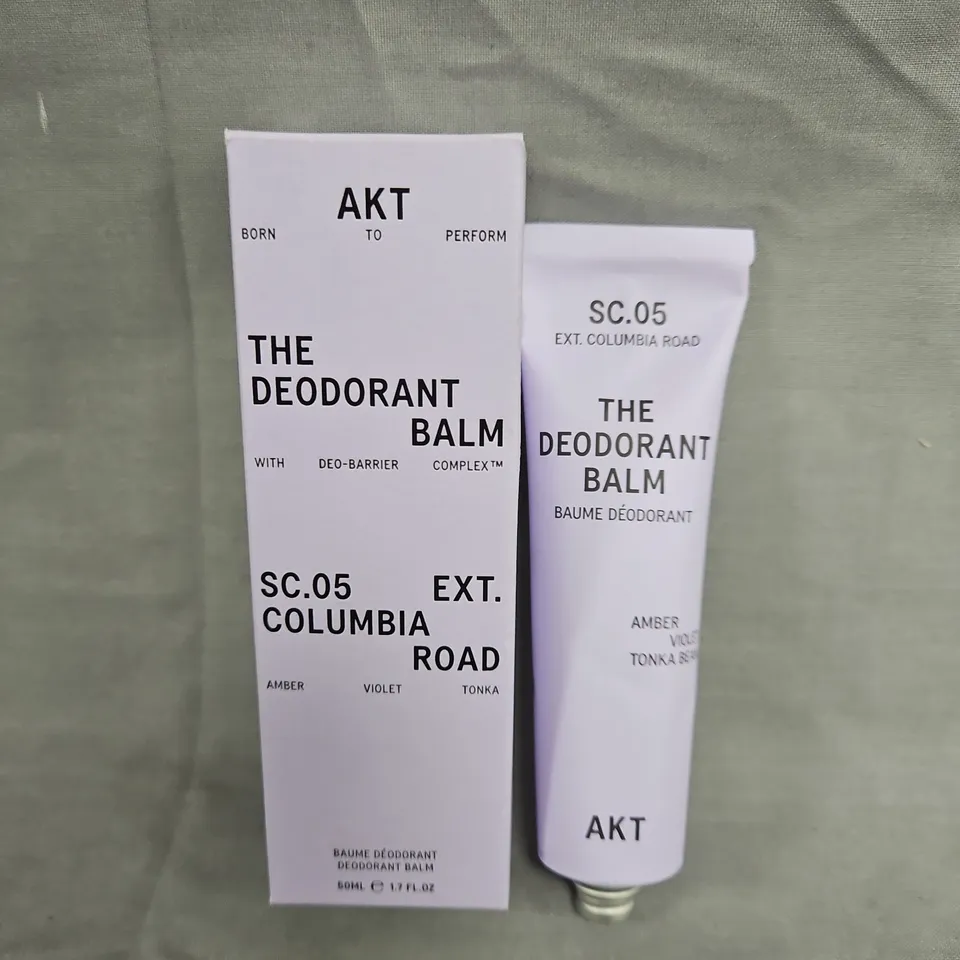 AKT
BORN TO PERFORM
THE
DEODORANT
BALM
WITH DEO-BARRIER COMPLEX™
SC.05 EXT.
COLUMBIA
ROAD
AMBER VIOLET TONKA
BAUME DÉODORANT
DEODORANT BALM
50ML ℮ 1.7 FL.OZ
SC.05
EXT. COLUMBIA ROAD
THE
DEODORANT
BALM
BAUME DÉODORANT
AMBER
VIOLET
TONKA
AKT